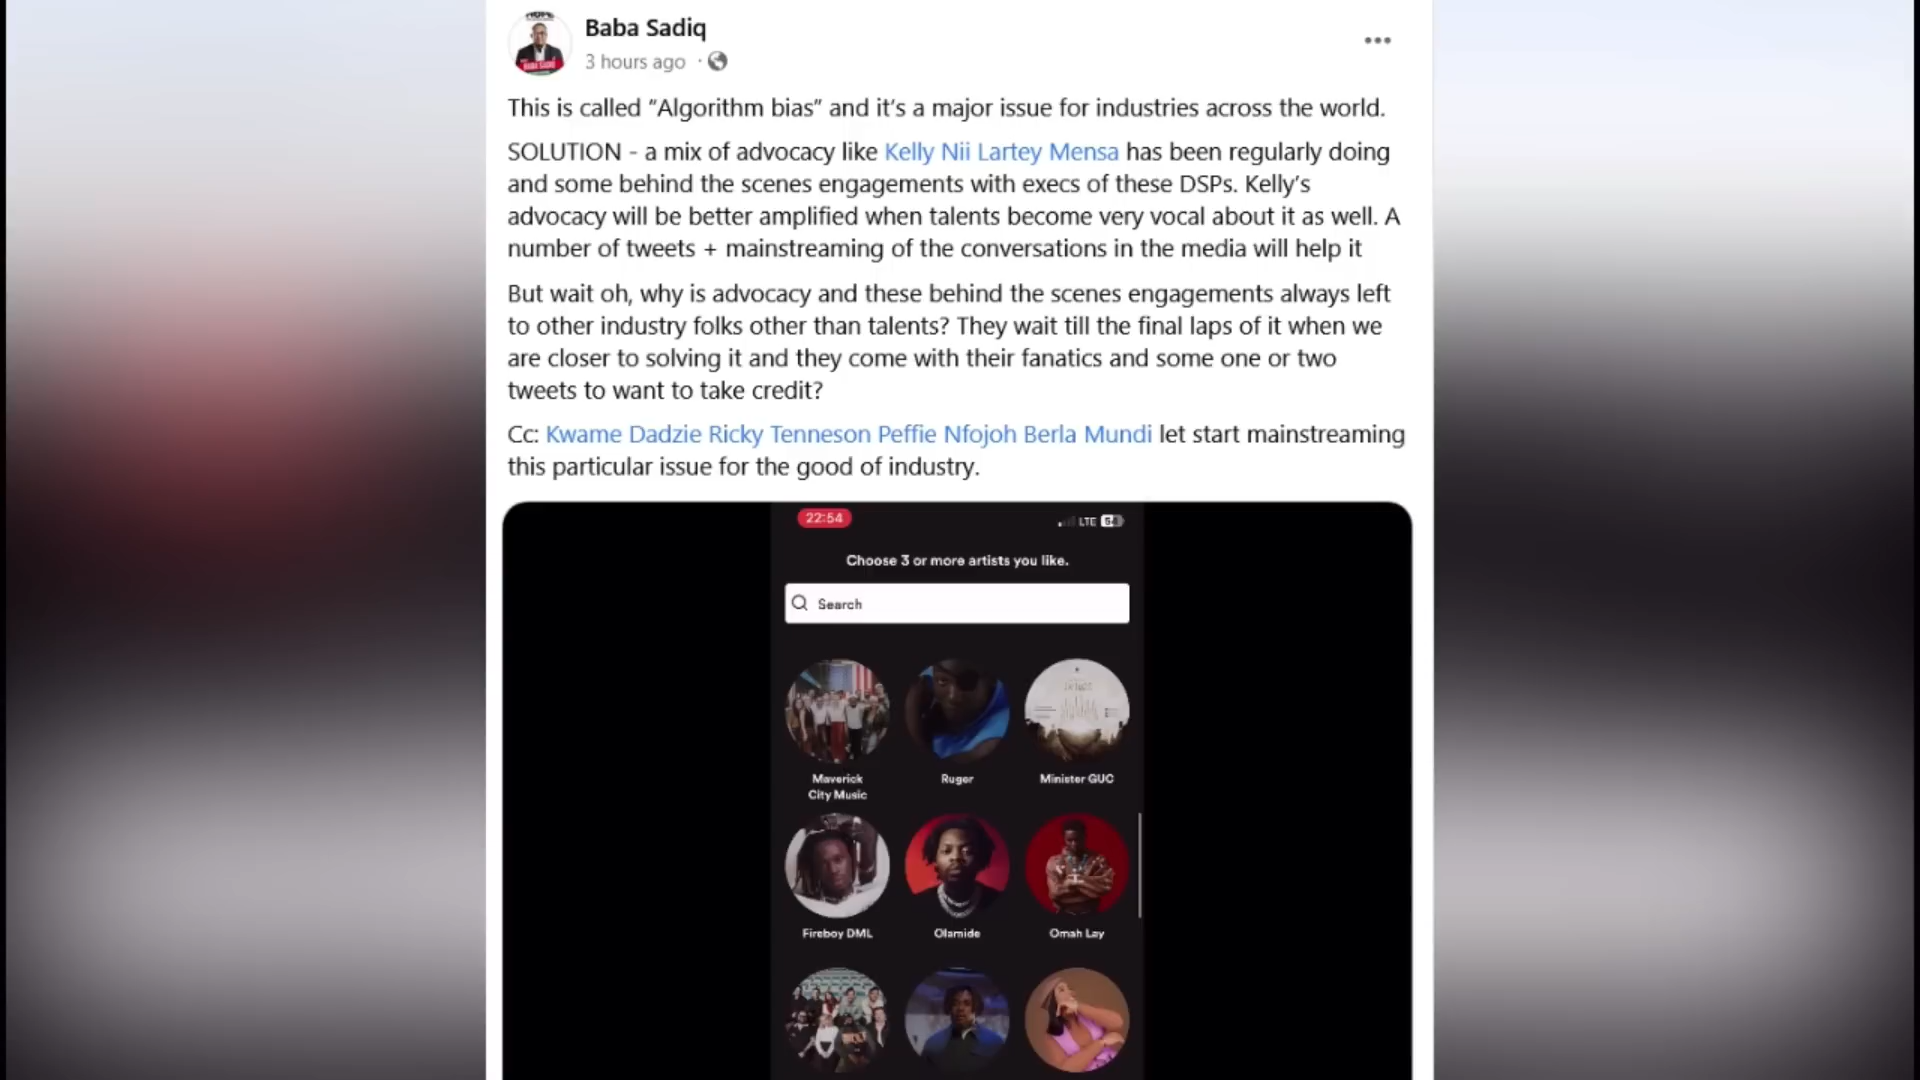 Baba Sadiq
3 hours ago ·
This is called “Algorithm bias” and it’s a major issue for industries across the world.
SOLUTION - a mix of advocacy like Kelly Nii Lartey Mensa has been regularly doing
and some behind the scenes engagements with execs of these DSPs. Kelly’s
advocacy will be better amplified when talents become very vocal about it as well. A
number of tweets + mainstreaming of the conversations in the media will help it
But wait oh, why is advocacy and these behind the scenes engagements always left
to other industry folks other than talents? They wait till the final laps of it when we
are closer to solving it and they come with their fanatics and some one or two
tweets to want to take credit?
Cc: Kwame Dadzie Ricky Tenneson Peffie Nfojoh Berla Mundi let start mainstreaming
this particular issue for the good of industry.
22:54
LTE
Choose 3 or more artists you like.
Search
Maverick
City Music
Ruger
Minister GUC
Fireboy DML
Olamide
Omah Lay